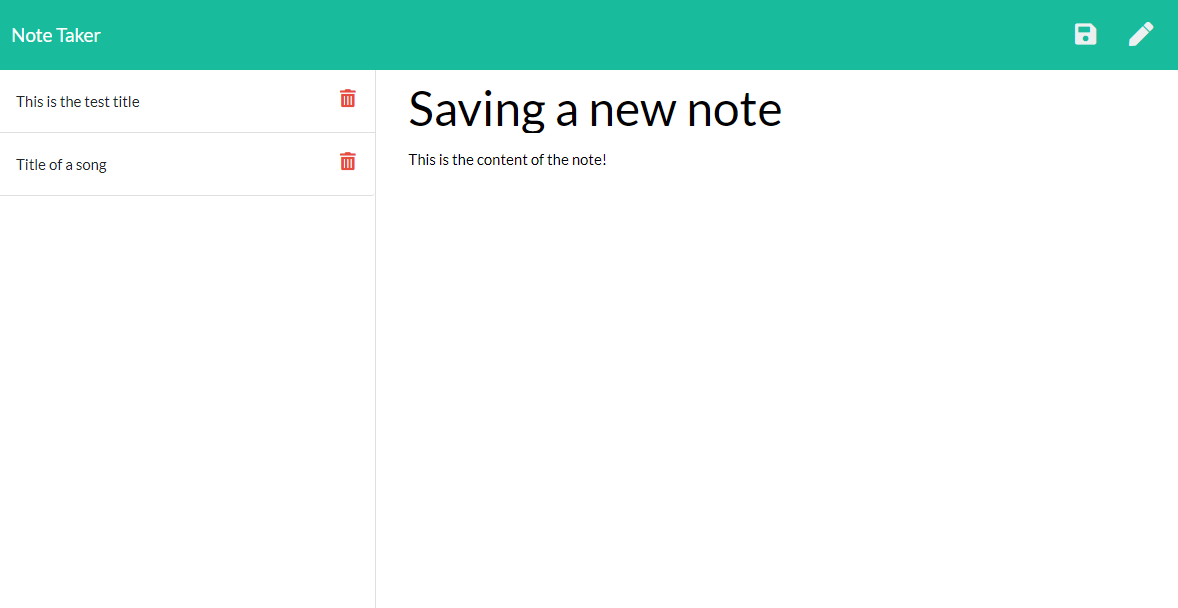 Note Taker
This is the test title
Title of a song
Saving a new note
This is the content of the note!